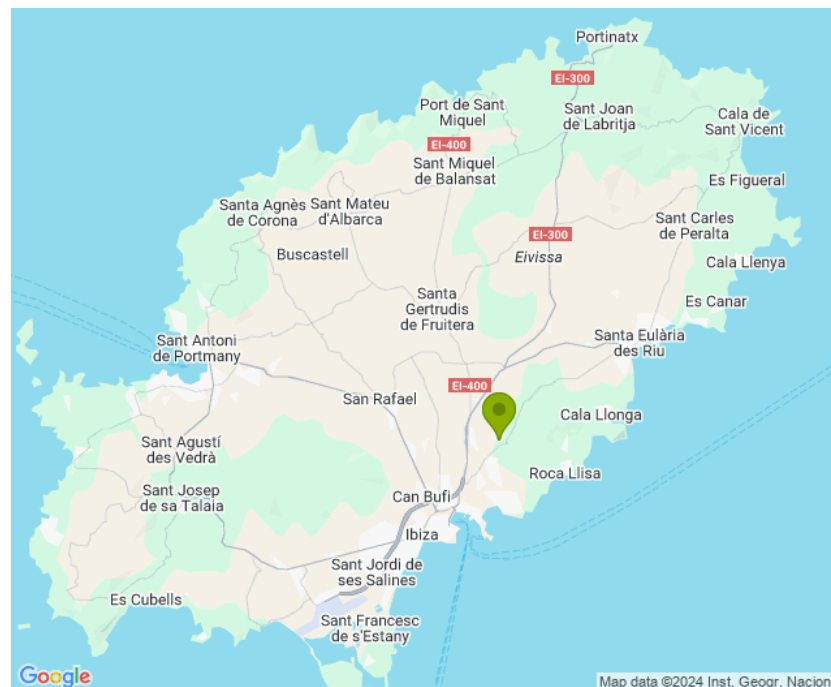 Portinatx
EI-300
Port de Sant
Miquel
Sant Joan
de Labritja
Cala de
Sant Vicent
EI-400
Sant Miquel
de Balansat
Es Figueral
Santa Agnès
de Corona
Sant Mateu
d'Albarca
Sant Carles
de Peralta
EI-300
Buscastell
Eivissa
Cala Llenya
Santa
Gertrudis
de Fruitera
Es Canar
Sant Antoni
de Portmany
Santa Eulària
des Riu
EI-400
San Rafael
Cala Llonga
Sant Agustí
des Vedrà
Roca Llisa
Sant Josep
de sa Talaia
Can Bufi
Ibiza
Sant Jordi de
ses Salines
Es Cubells
Sant Francesc
de s'Estany
Google
Map data ©2024 Inst. Geogr. Nacion